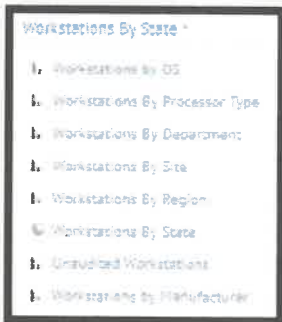 Workstations By State
Workstations by OS
Workstations By Processor Type
Workstations By Department
Workstations By Site
Workstations By Region
Workstations By State
Unaudited Workstations
Workstations by Manufacturer